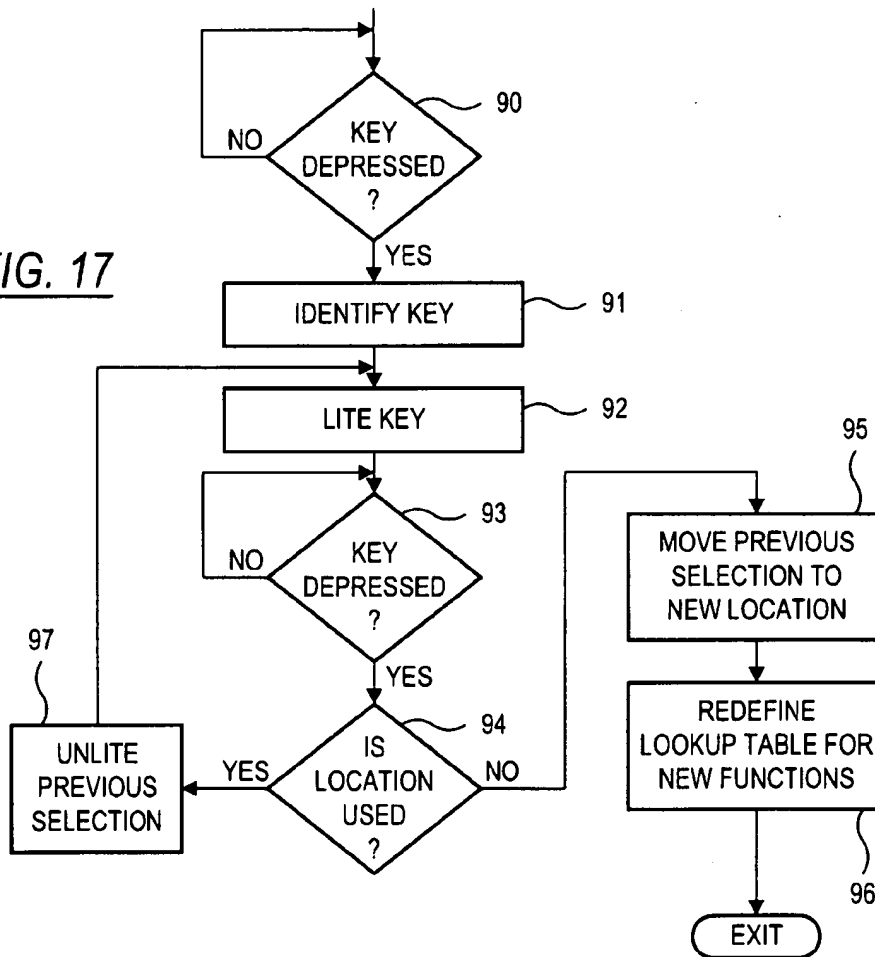 90
KEY
DEPRESSED
?
NO
YES
FIG. 17
IDENTIFY KEY
91
LITE KEY
92
93
KEY
DEPRESSED
?
NO
YES
95
MOVE PREVIOUS
SELECTION TO
NEW LOCATION
97
UNLITE
PREVIOUS
SELECTION
YES
94
IS
LOCATION
USED
?
NO
REDEFINE
LOOKUP TABLE FOR
NEW FUNCTIONS
96
EXIT